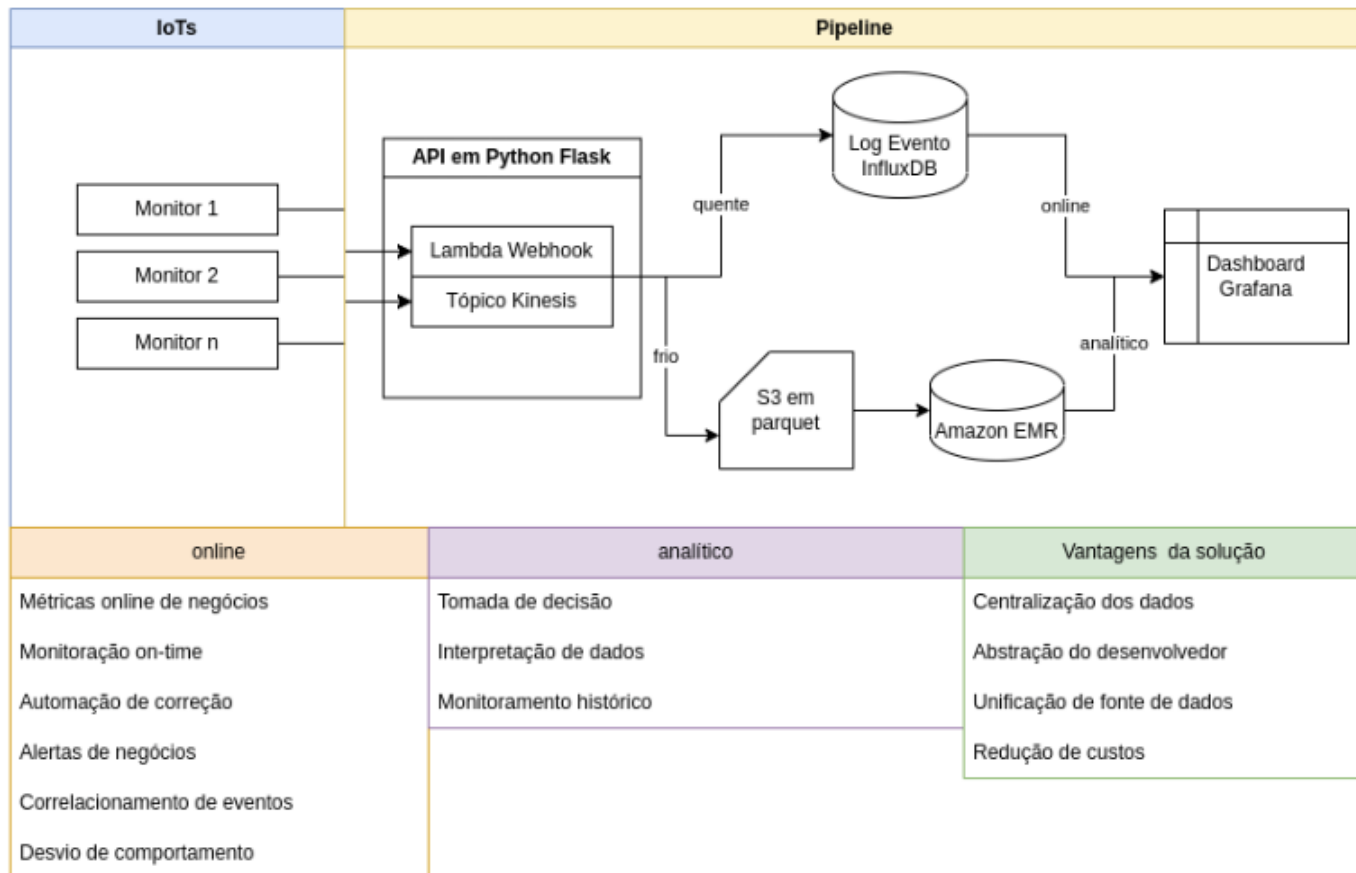 IoTs
Pipeline
Monitor 1
Monitor 2
Monitor n
API em Python Flask
Lambda Webhook
Tópico Kinesis
quente
frio
Log Evento
InfluxDB
S3 em
parquet
Amazon EMR
online
analítico
Dashboard
Grafana
online
Métricas online de negócios
Monitoração on-time
Automação de correção
Alertas de negócios
Correlacionamento de eventos
Desvio de comportamento
analítico
Tomada de decisão
Interpretação de dados
Monitoramento histórico
Vantagens da solução
Centralização dos dados
Abstração do desenvolvedor
Unificação de fonte de dados
Redução de custos